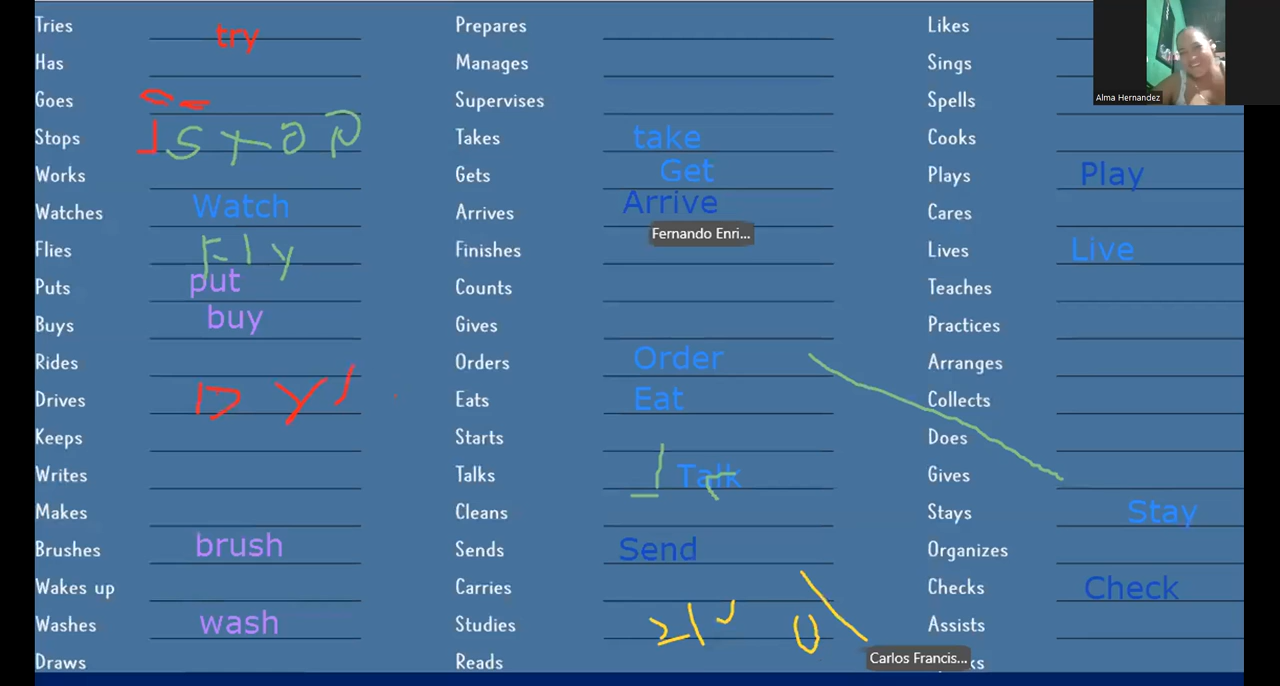 Tries try
Has
Goes
Stops STOP
Works
Watches Watch
Flies Fly
Puts put
Buys buy
Rides
Drives
Keeps
Writes
Makes
Brushes brush
Wakes up
Washes wash
Draws
Prepares
Manages
Supervises
Takes take
Gets Get
Arrives Arrive
Fernando Enri...
Finishes
Counts
Gives
Orders Order
Eats Eat
Starts
Talks Talk
Cleans
Sends Send
Carries
Studies
Reads
Likes
Sings
Alma Hernandez
Spells
Cooks
Plays Play
Cares
Lives Live
Teaches
Practices
Arranges
Collects
Does
Gives
Stays Stay
Organizes
Checks Check
Assists
Carlos Francis...